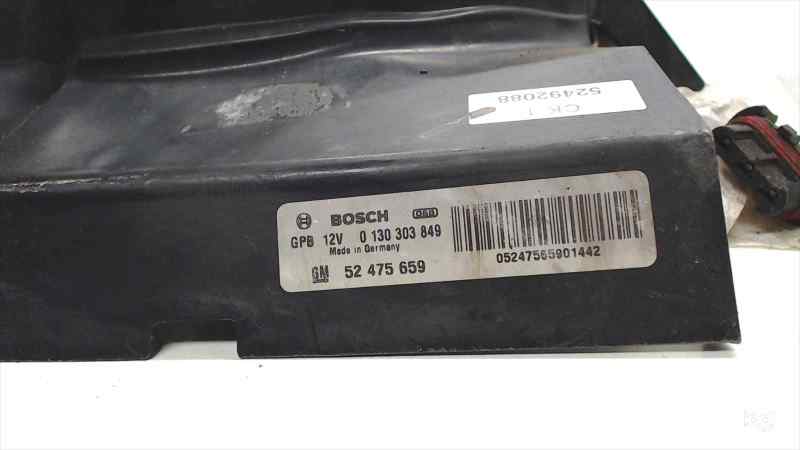 CK 1
52492088
BOSCH
GPB 12V 0 130 303 849
Made in Germany
GM 52 475 659
05247565901442